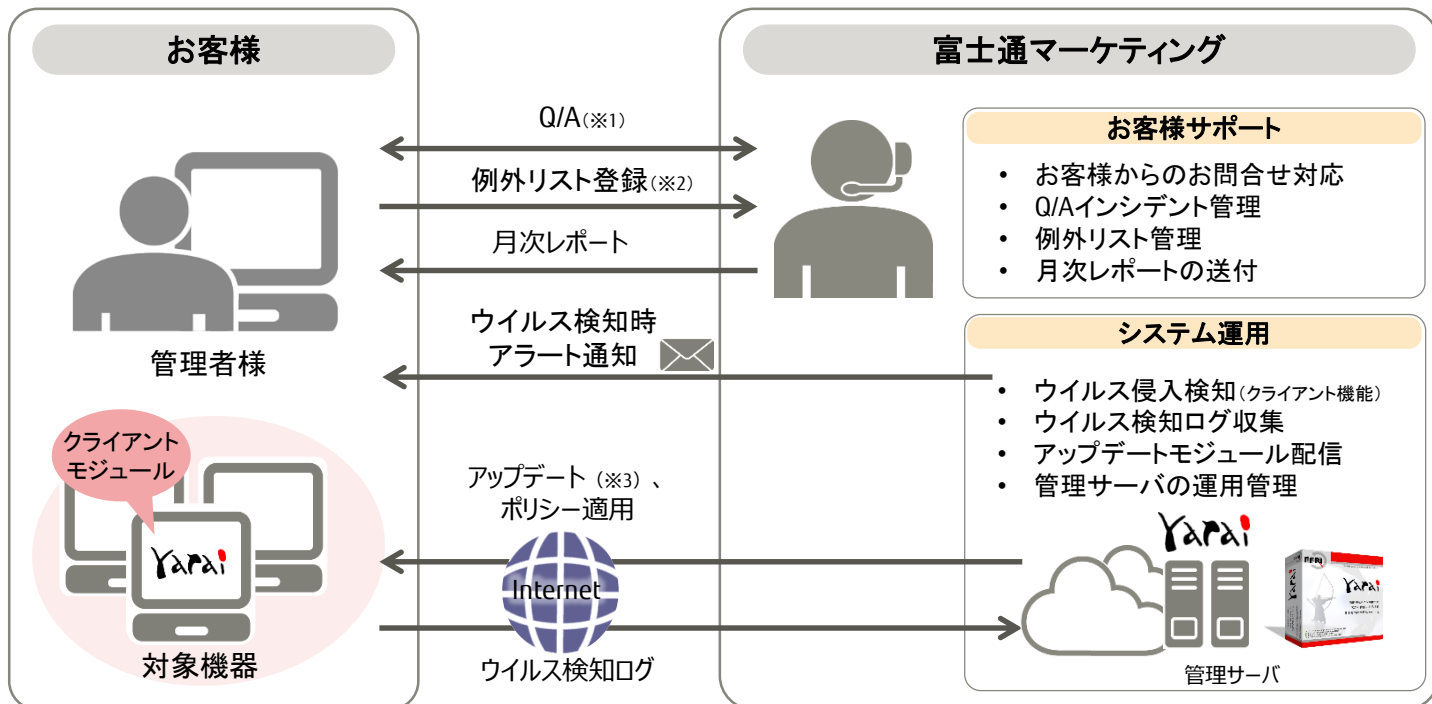 お客様
富士通マーケティング
Q/A(※1)
例外リスト登録(※2)
月次レポート
ウイルス検知時
アラート通知
管理者様
クライアント
モジュール
Yarai
対象機器
アップデート (※3) 、
ポリシー適用
Internet
ウイルス検知ログ
お客様サポート
• お客様からのお問合せ対応
• Q/Aインシデント管理
• 例外リスト管理
• 月次レポートの送付
システム運用
• ウイルス侵入検知(クライアント機能)
• ウイルス検知ログ収集
• アップデートモジュール配信
• 管理サーバの運用管理
Yarai
FFRI
Yarai
管理サーバ